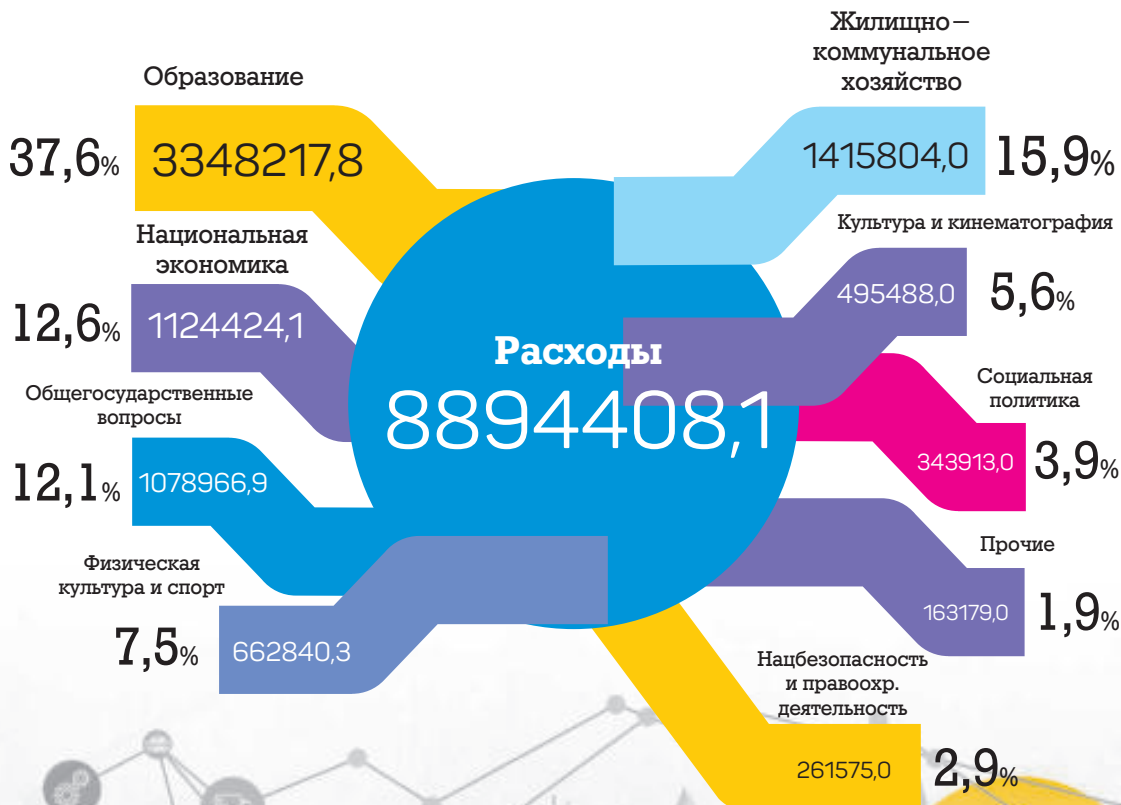 Образование
37,6%
3348217,8
Национальная
экономика
12,6%
1124424,1
Общегосударственные
вопросы
12,1%
1078966,9
Физическая
культура и спорт
7,5%
662840,3
Расходы
8894408,1
Жилищно—
коммунальное
хозяйство
1415804,0
15,9%
Культура и кинематография
495488,0
5,6%
Социальная
политика
343913,0
3,9%
Прочие
163179,0
1,9%
Нацбезопасность
и правоохр.
деятельность
261575,0
2,9%